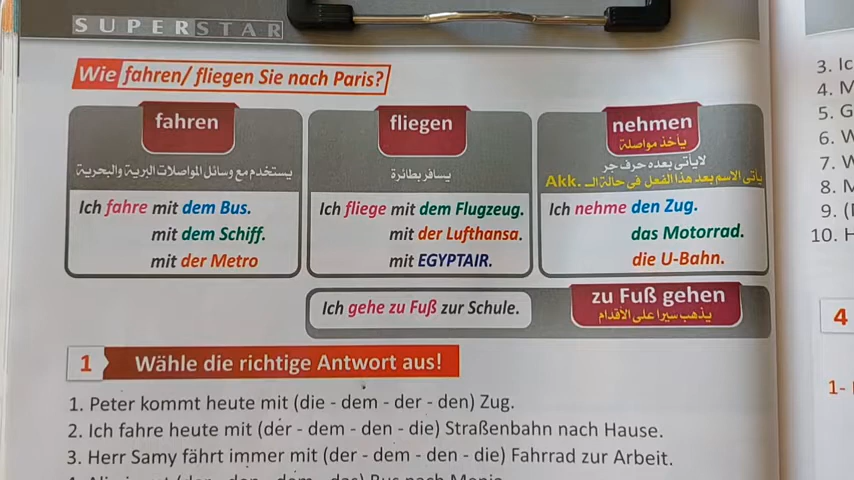 SUPERSTAR
Wie fahren/ fliegen Sie nach Paris?
fahren
يستخدم مع وسائل المواصلات البرية والبحرية
Ich fahre mit dem Bus.
mit dem Schiff.
mit der Metro
fliegen
يسافر بطائرة
Ich fliege mit dem Flugzeug.
mit der Lufthansa.
mit EGYPTAIR.
nehmen
يأخذ مواصلة
لايأتى بعده حرف جر
يأتى الاسم بعد هذا الفعل فى حالة الـ Akk.
Ich nehme den Zug.
das Motorrad.
die U-Bahn.
Ich gehe zu Fuß zur Schule.
zu Fuß gehen
يذهب سيرا على الأقدام
1 Wähle die richtige Antwort aus!
1. Peter kommt heute mit (die - dem - der - den) Zug.
2. Ich fahre heute mit (der - dem - den - die) Straßenbahn nach Hause.
3. Herr Samy fährt immer mit (der - dem - den - die) Fahrrad zur Arbeit.
3. Ic
4. M
5. G
6. W
7. W
8. M
9. (
10. H
4
1-